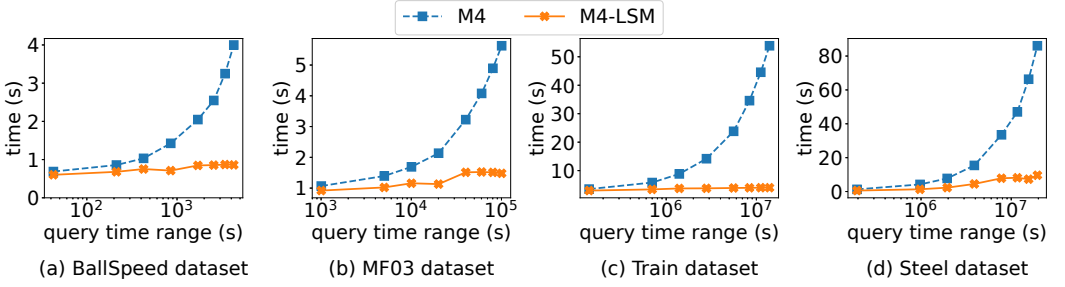 M4 M4-LSM
time (s)
4
3
2
1
0
10² 10³
query time range (s)
(a) BallSpeed dataset
time (s)
5
4
3
2
1
10³ 10⁴ 10⁵
query time range (s)
(b) MF03 dataset
time (s)
50
40
30
20
10
10⁶ 10⁷
query time range (s)
(c) Train dataset
time (s)
80
60
40
20
0
10⁶ 10⁷
query time range (s)
(d) Steel dataset